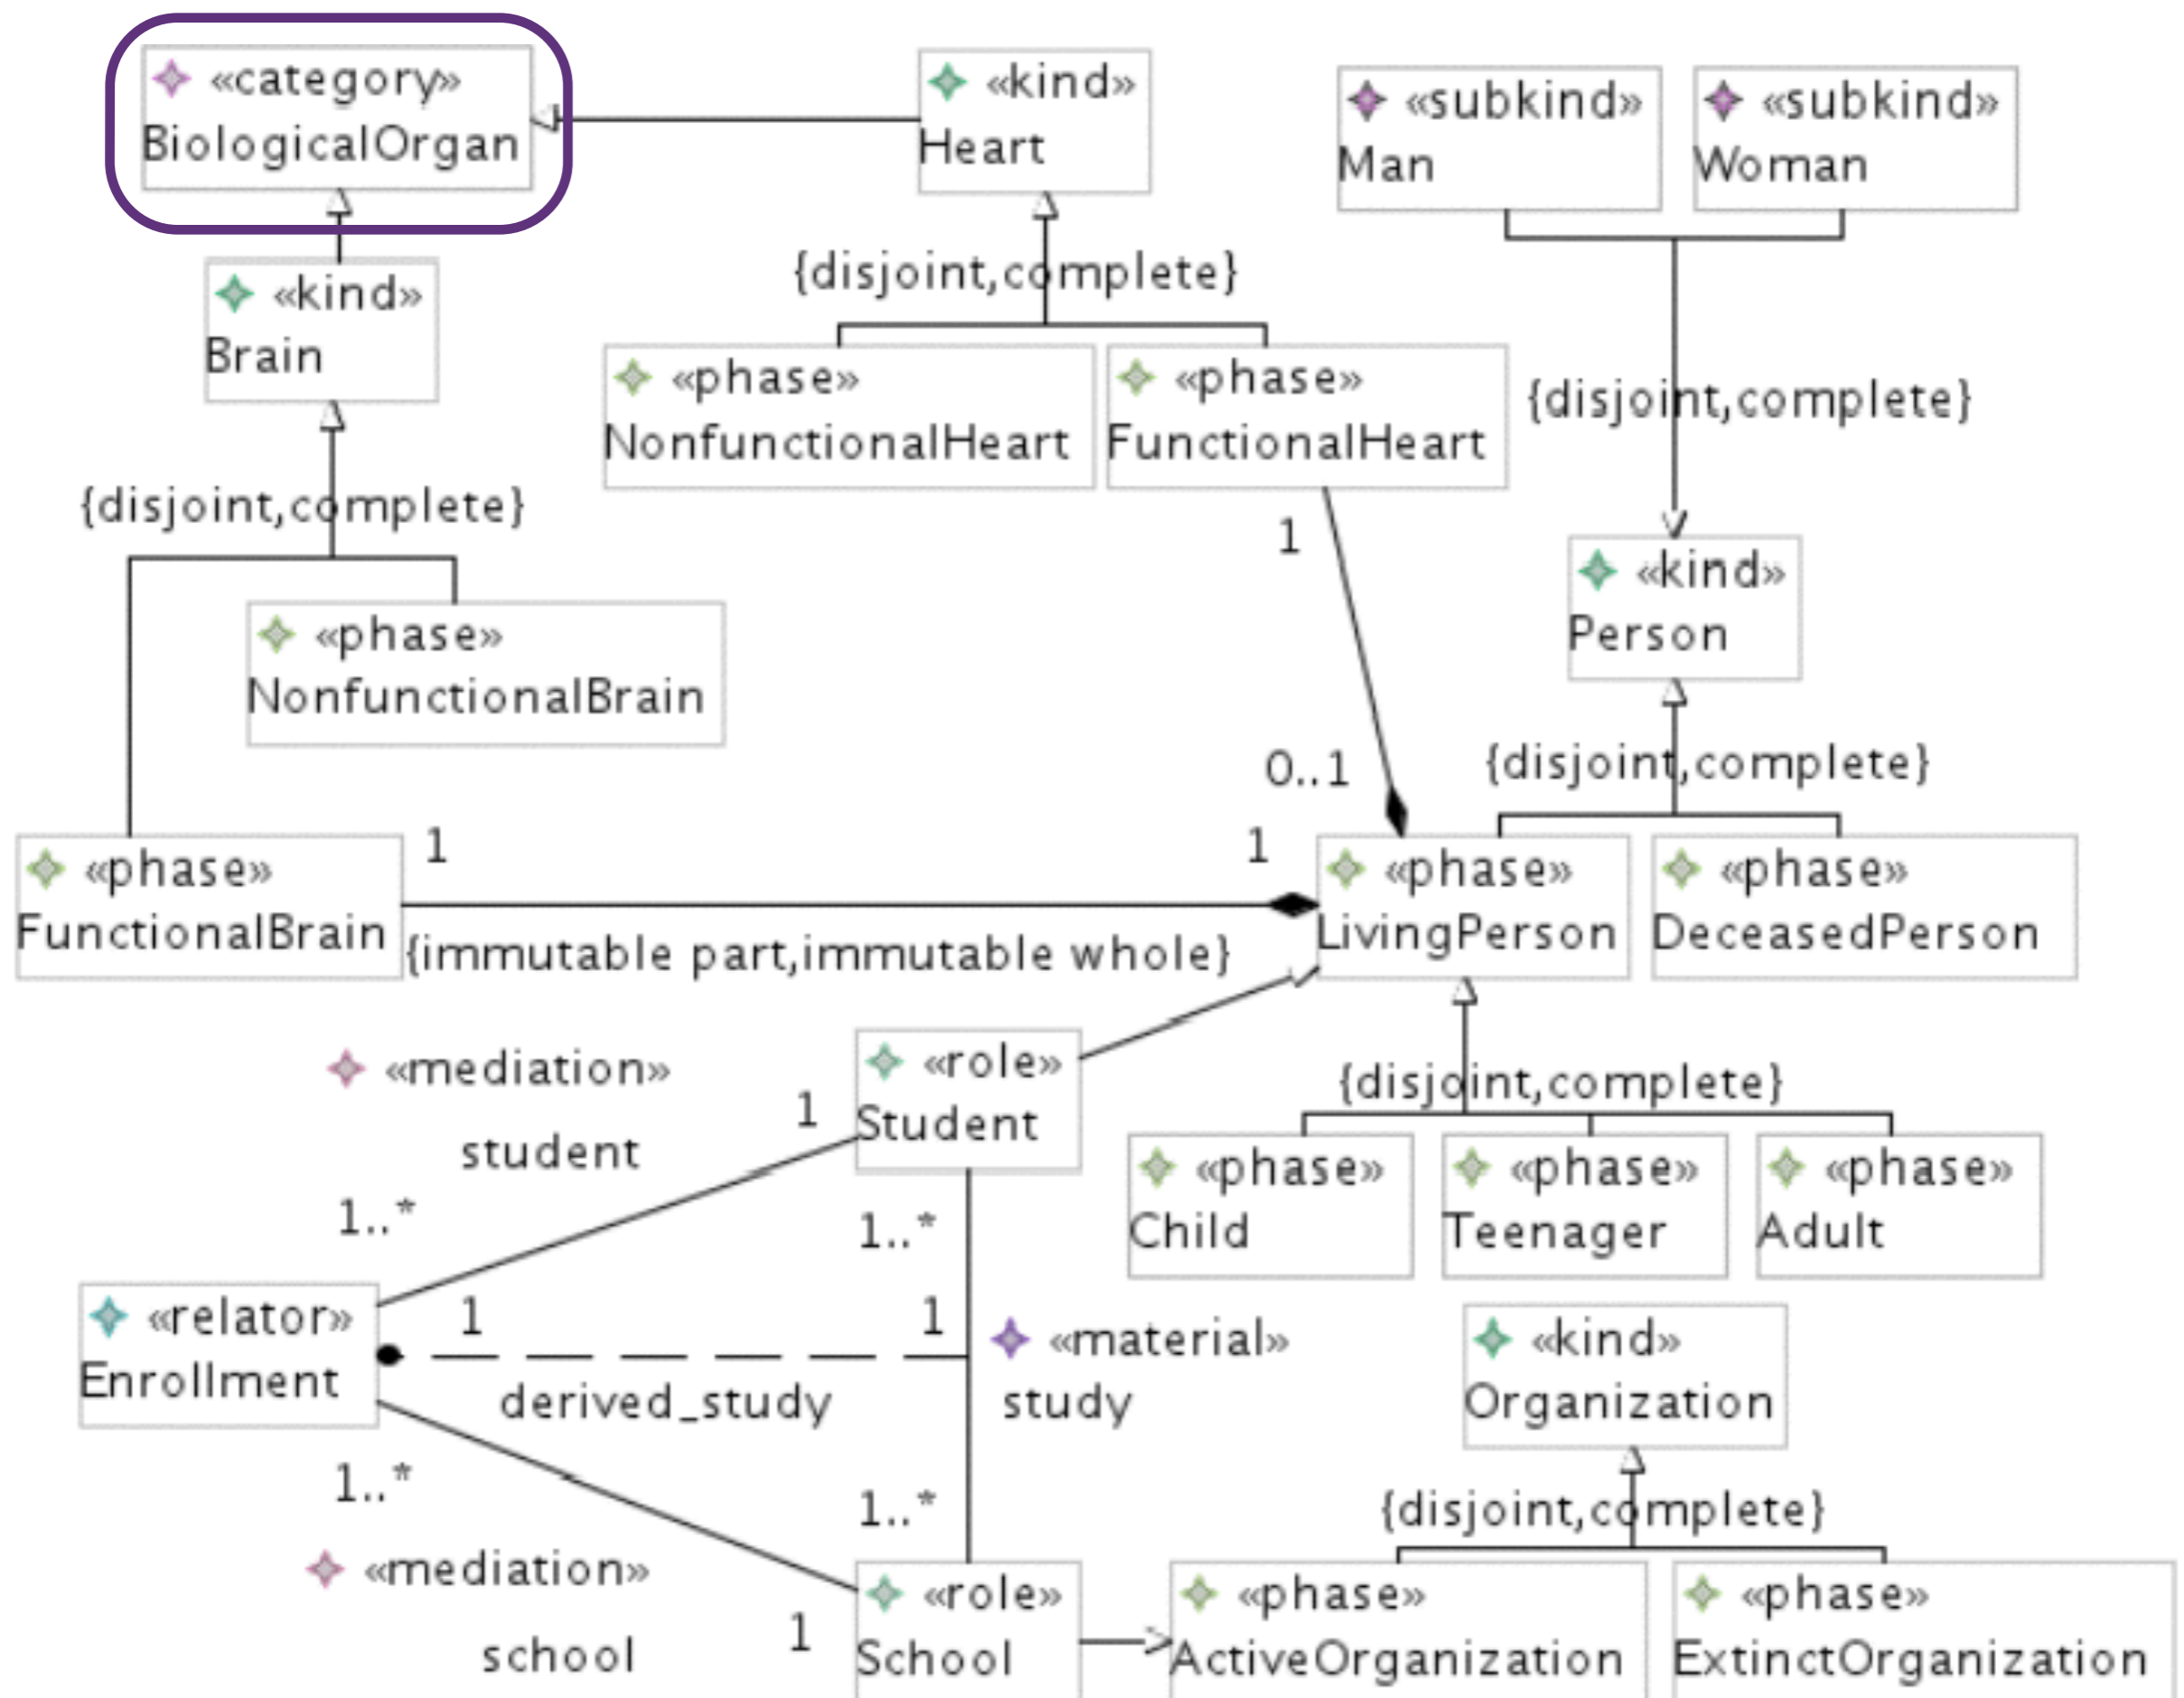 «category»
BiologicalOrgan
«kind»
Heart
«subkind»
Man
«subkind»
Woman
{disjoint,complete}
«kind»
Brain
«phase»
NonfunctionalHeart
«phase»
FunctionalHeart
{disjoint,complete}
{disjoint,complete}
1
«kind»
Person
«phase»
NonfunctionalBrain
0..1
{disjoint,complete}
«phase»
FunctionalBrain
1
1
{immutable part,immutable whole}
«phase»
LivingPerson
«phase»
DeceasedPerson
«mediation»
student
1
1..*
«role»
Student
{disjoint,complete}
«phase»
Child
«phase»
Teenager
«phase»
Adult
1..*
«relator»
Enrollment
1
1
derived_study
«material»
study
«kind»
Organization
1..*
1..*
{disjoint,complete}
«mediation»
school
1
«role»
School
«phase»
ActiveOrganization
«phase»
ExtinctOrganization